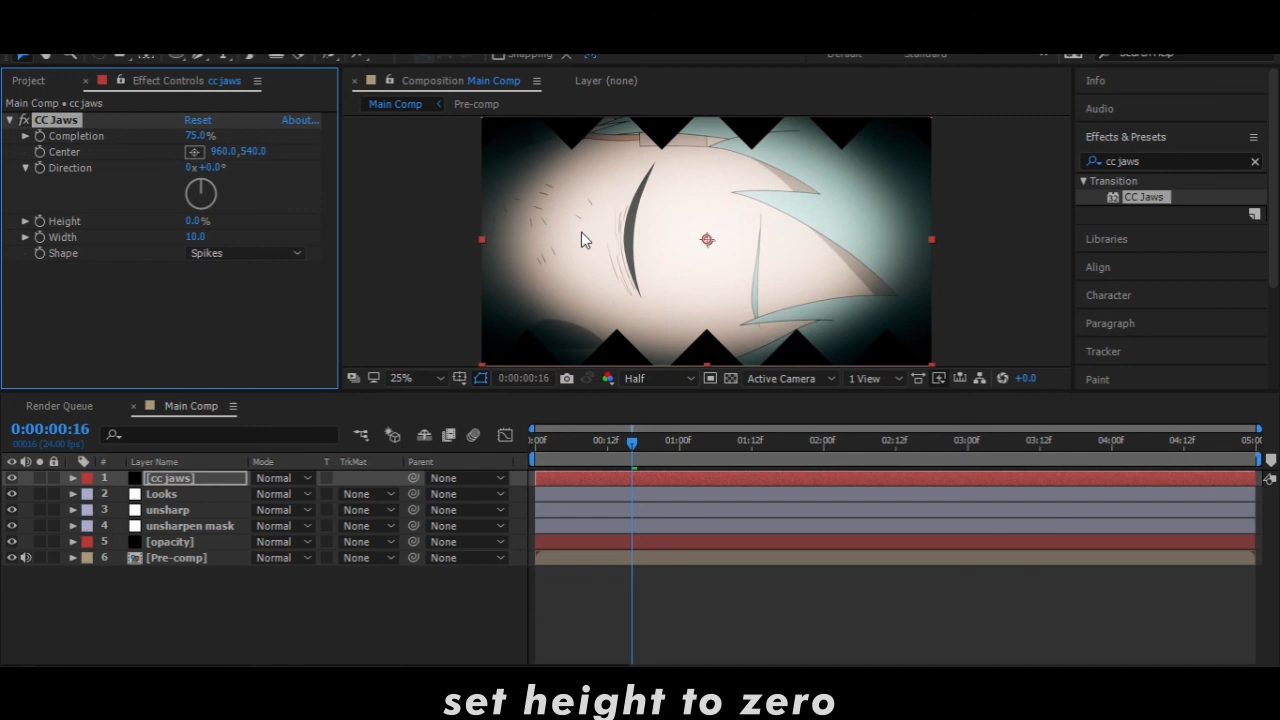 Snapping
Default
Standard
Search Help
Project
Effect Controls cc jaws
Composition Main Comp
Layer (none)
Info
Main Comp • cc jaws
Main Comp
Pre-comp
Audio
fx CC Jaws Reset About...
Completion 75.0%
Center 960.0,540.0
Direction 0x+0.0°
Height 0.0%
Width 10.0
Shape Spikes
Effects & Presets
cc jaws
Transition
32 CC Jaws
Libraries
Align
Character
Paragraph
Tracker
Paint
25% 0:00:00:16 Half Active Camera 1 View +0.0
Render Queue
Main Comp
0:00:00:16
00016 (24.00 fps)
:00f 00:12f 01:00f 01:12f 02:00f 02:12f 03:00f 03:12f 04:00f 04:12f 05:00f
# Layer Name Mode T TrkMat Parent
1 [cc jaws] Normal None
2 Looks Normal None None
3 unsharp Normal None None
4 unsharpen mask Normal None None
5 [opacity] Normal None None
6 [Pre-comp] Normal None None
set height to zero